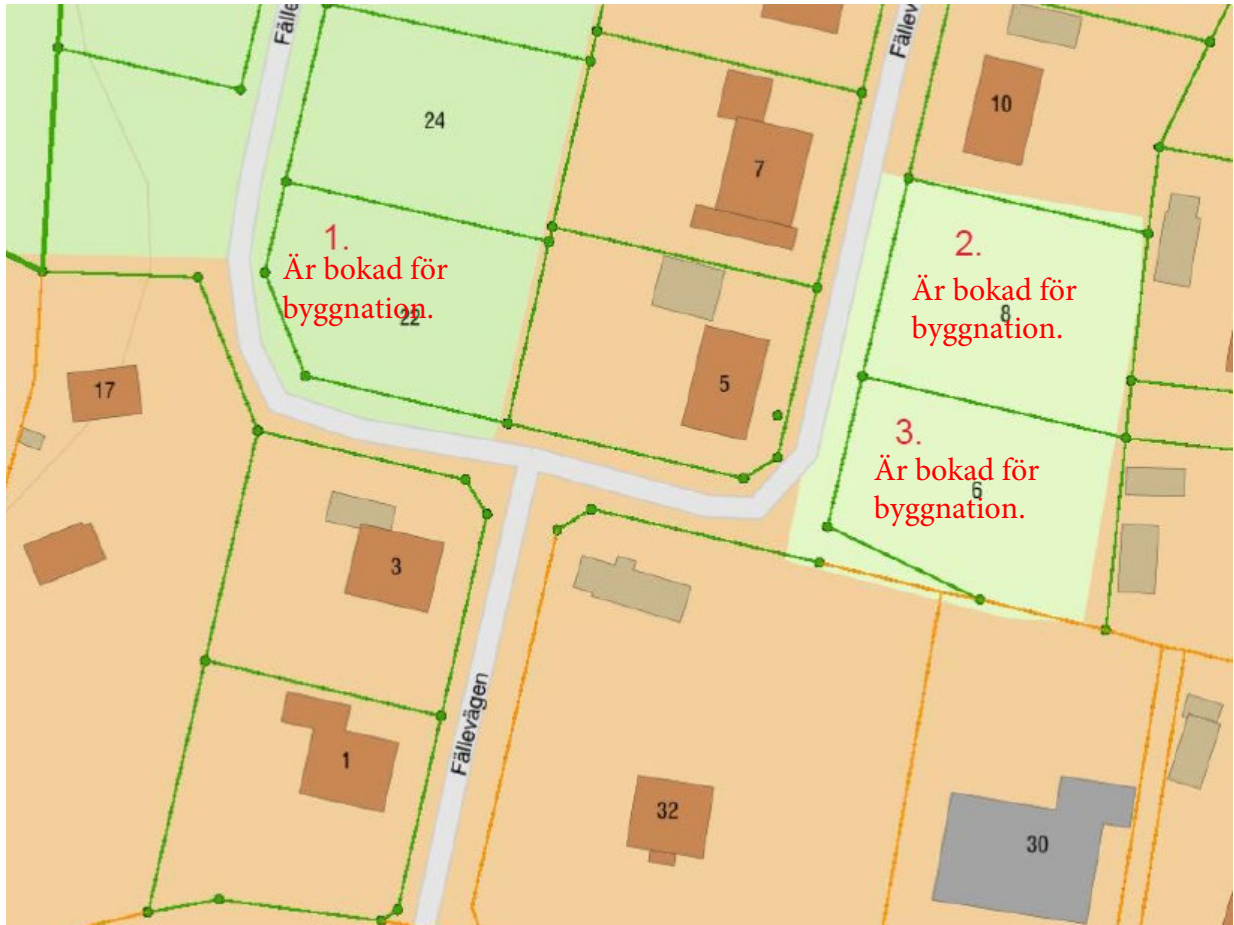 Fälle
Fällev
10
24
7
1.
Är bokad för
byggnation.
22
2.
Är bokad för
byggnation.
8
17
5
3.
Är bokad för
byggnation.
6
3
Fällevägen
1
32
30